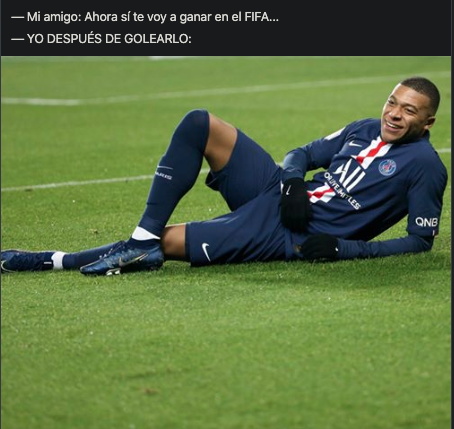 — Mi amigo: Ahora sí te voy a ganar en el FIFA...
— YO DESPUÉS DE GOLEARLO:
ALL
QNB